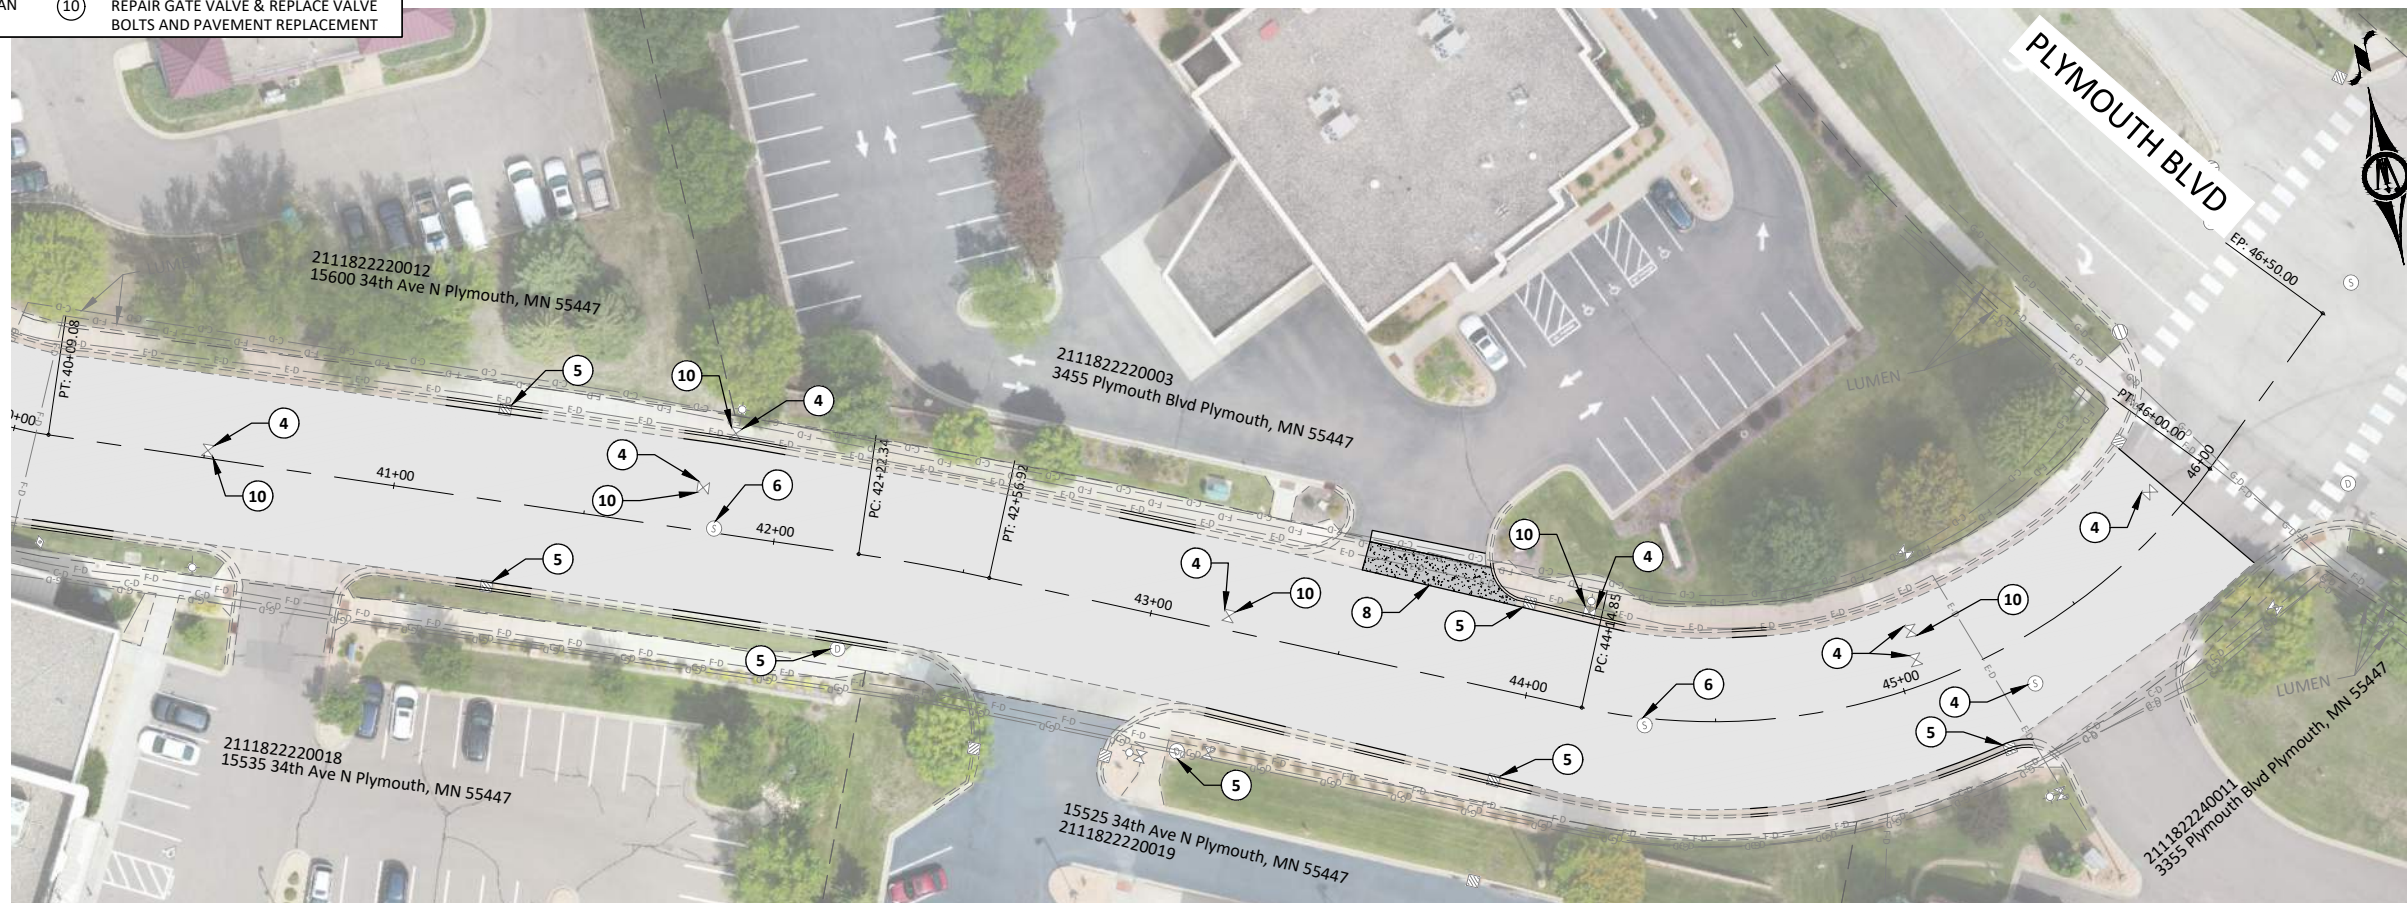 AN
10 REPAIR GATE VALVE & REPLACE VALVE
BOLTS AND PAVEMENT REPLACEMENT
PLYMOUTH BLVD
N
EP: 46+50.00
S
2111822220012
15600 34th Ave N Plymouth, MN 55447
2111822220003
3455 Plymouth Blvd Plymouth, MN 55447
LUMEN
PT: 40+09.08
5
10
4
PT: 46+00.00
46+00
4
10
41+00
4
10
6
S
42+00
PC: 42+22.34
PT: 42+56.92
D
4
10
4
5
5
D
4
10
43+00
8
5
PC: 44+14.85
44+00
6
S
10
4
45+00
4
S
5
LUMEN
2111822220018
15535 34th Ave N Plymouth, MN 55447
5
5
15525 34th Ave N Plymouth, MN 55447
2111822220019
2111822240011
3355 Plymouth Blvd Plymouth, MN 55447